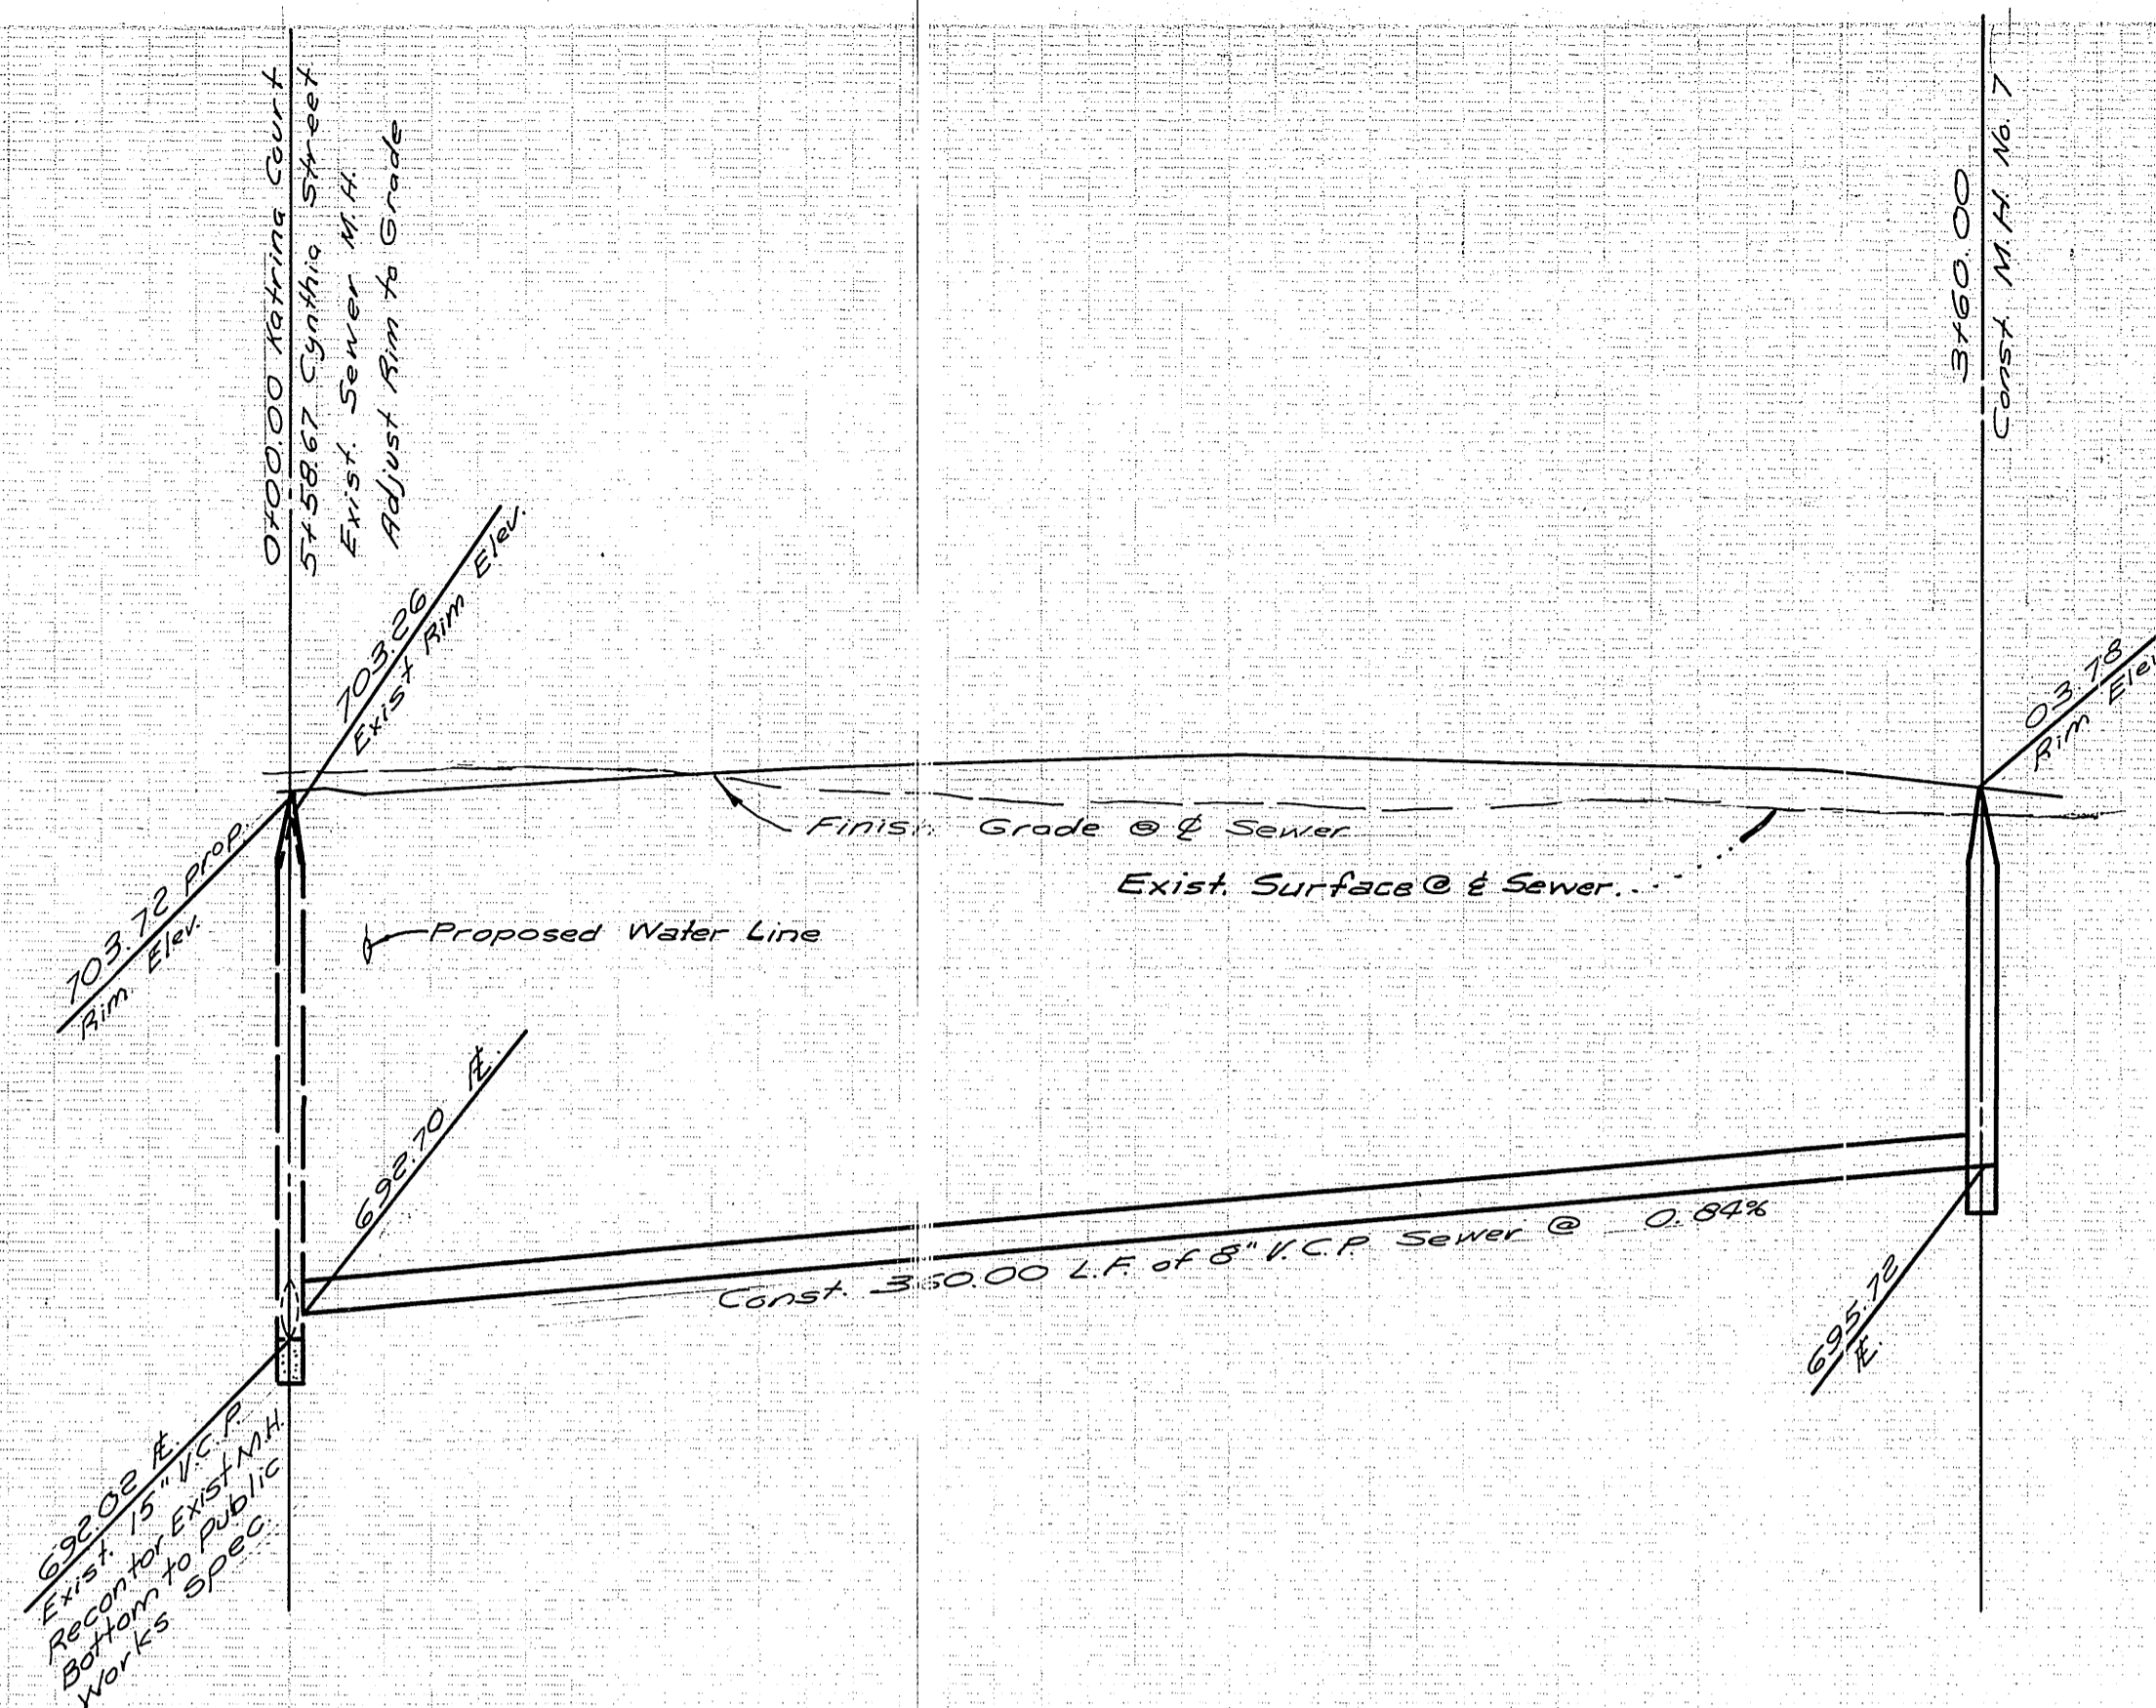 0+00.00 Katrina Court
5+58.67 Cynthia Street
Exist. Sewer M.H.
Adjust Rim to Grade
3+60.00
Const. M.H. No. 7
703.26
Exist Rim Elev.
03.78
Rim Elev
703.72 Prop.
Rim Elev.
Finish Grade @ ℄ Sewer
Exist. Surface @ ℄ Sewer
Proposed Water Line
692.70 ℄.
Const. 360.00 L.F. of 8" V.C.P. Sewer @ 0.84%
695.72
℄.
692.02 ℄.
Exist. 15" V.C.P.
Recontor Exist M.H.
Bottom to Public
Works Spec.